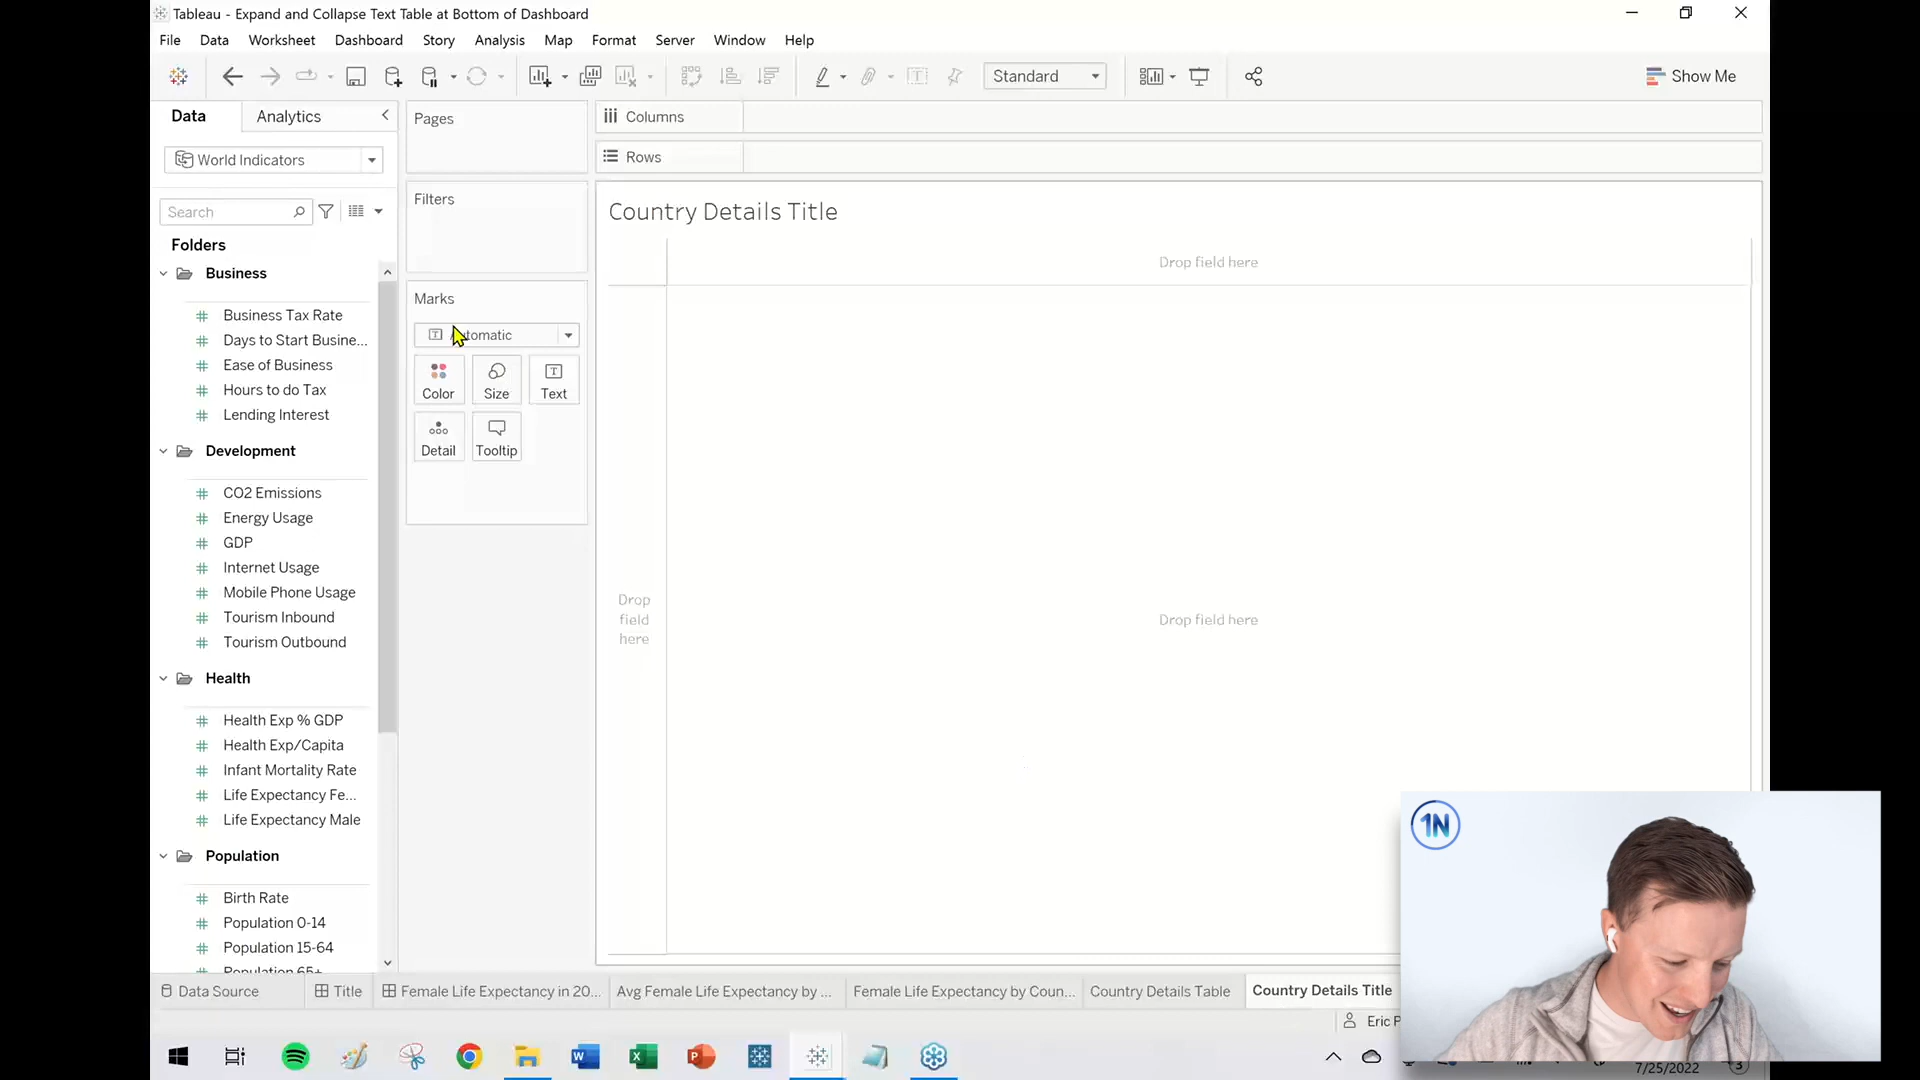 Tableau - Expand and Collapse Text Table at Bottom of Dashboard
File Data Worksheet Dashboard Story Analysis Map Format Server Window Help
Standard
Show Me
Data Analytics
Pages
Columns
World Indicators
Rows
Search
Filters
Country Details Title
Folders
Drop field here
Business
Marks
Business Tax Rate
Days to Start Busine...
Ease of Business
Hours to do Tax
Lending Interest
Color Size Text
Detail Tooltip
Development
CO2 Emissions
Energy Usage
GDP
Internet Usage
Mobile Phone Usage
Tourism Inbound
Tourism Outbound
Drop
field
here
Drop field here
Health
Health Exp % GDP
Health Exp/Capita
Infant Mortality Rate
Life Expectancy Fe...
Life Expectancy Male
Population
Birth Rate
Population 0-14
Population 15-64
1N
Data Source Title Female Life Expectancy in 20... Avg Female Life Expectancy by ... Female Life Expectancy by Coun... Country Details Table Country Details Title
Eric P
7/25/2022
3